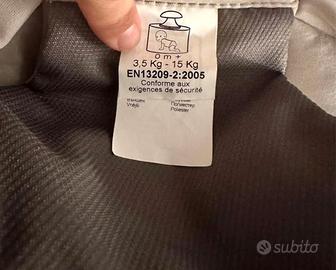 0 m +
3,5 Kg - 15 Kg
EN13209-2:2005
Conforme aux
exigences de sécurité
Polyester
subito